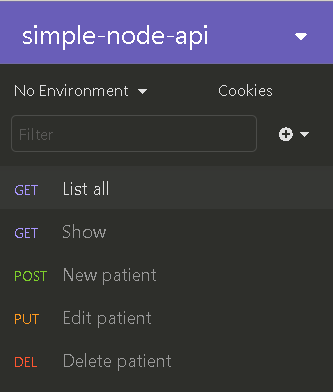 simple-node-api
No Environment Cookies
Filter
GET List all
GET Show
POST New patient
PUT Edit patient
DEL Delete patient